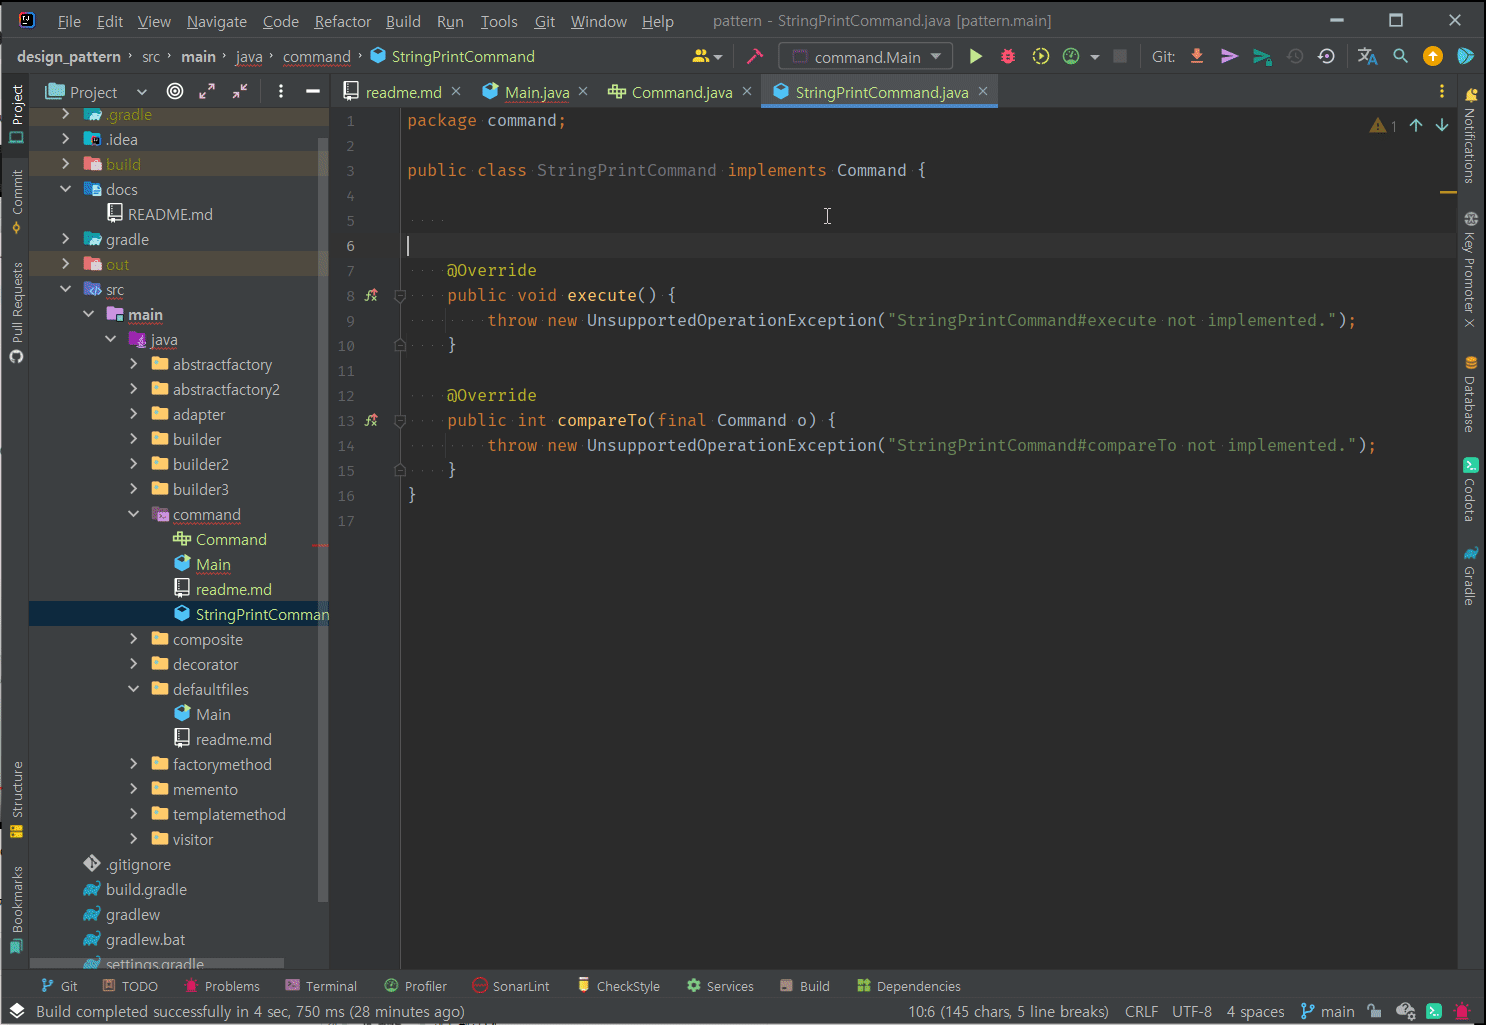 File Edit View Navigate Code Refactor Build Run Tools Git Window Help pattern - StringPrintCommand.java [pattern.main]
design_pattern src main java command StringPrintCommand command.Main Git:
Project
readme.md Main.java Command.java StringPrintCommand.java
.gradle
.idea
build
docs
README.md
gradle
out
src
main
java
abstractfactory
abstractfactory2
adapter
builder
builder2
builder3
command
Command
Main
readme.md
StringPrintComman
composite
decorator
defaultfiles
Main
readme.md
factorymethod
memento
templatemethod
visitor
.gitignore
build.gradle
gradlew
gradlew.bat
settings.gradle
1 package command;
2
3 public class StringPrintCommand implements Command {
4
5
6
7 @Override
8 public void execute() {
9 throw new UnsupportedOperationException("StringPrintCommand#execute not implemented.");
10 }
11
12 @Override
13 public int compareTo(final Command o) {
14 throw new UnsupportedOperationException("StringPrintCommand#compareTo not implemented.");
15 }
16 }
17
1
Project
Commit
Pull Requests
Structure
Bookmarks
Notifications
Key Promoter X
Database
Codota
Gradle
Git TODO Problems Terminal Profiler SonarLint CheckStyle Services Build Dependencies
Build completed successfully in 4 sec, 750 ms (28 minutes ago) 10:6 (145 chars, 5 line breaks) CRLF UTF-8 4 spaces main